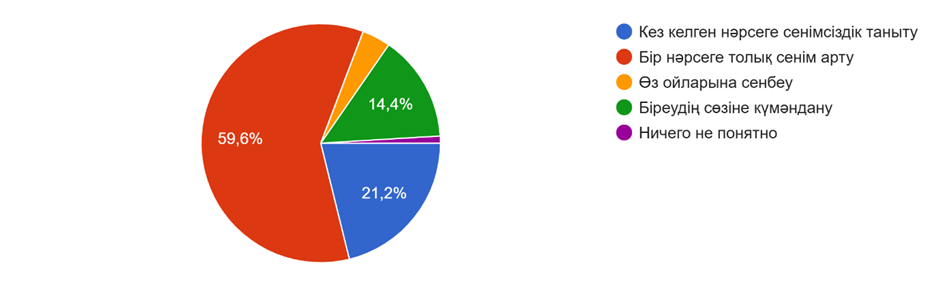 59,6%
14,4%
21,2%
Кез келген нәрсеге сенімсіздік таныту
Бір нәрсеге толық сенім арту
Өз ойларына сенбеу
Біреудің сөзіне күмәндану
Ничего не понятно